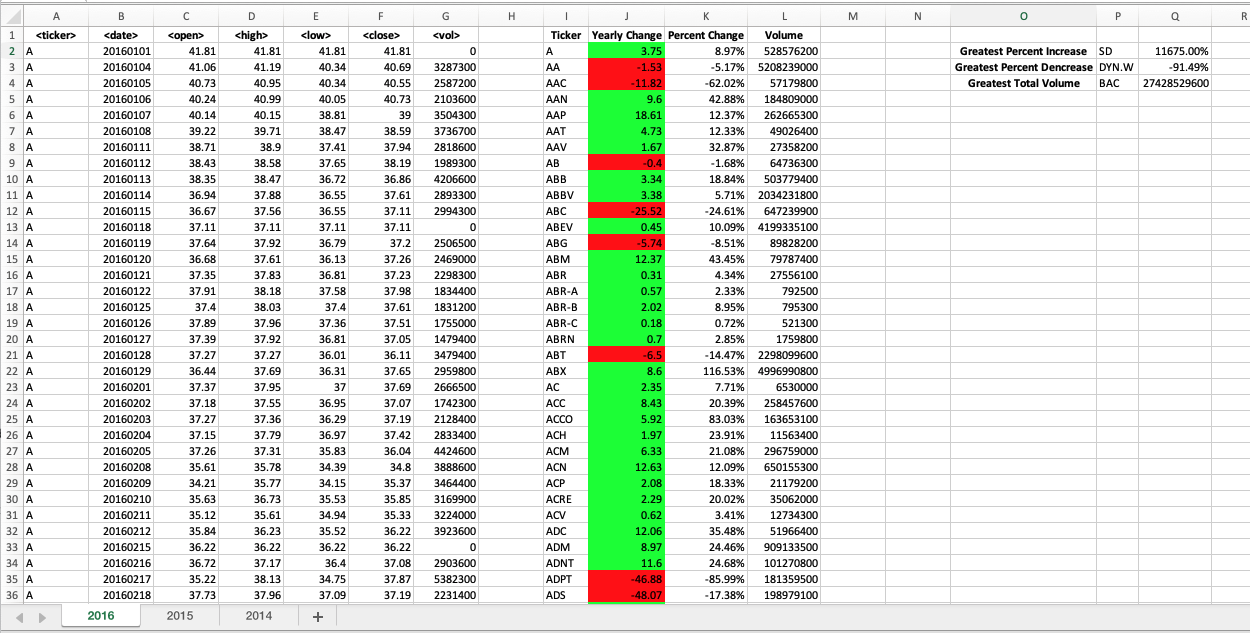 A B C D E F G H I J K L M N O P Q R
1 <ticker> <date> <open> <high> <low> <close> <vol> Ticker Yearly Change Percent Change Volume
2 A 20160101 41.81 41.81 41.81 41.81 0 A 3.75 8.97% 528576200 Greatest Percent Increase SD 11675.00%
3 A 20160104 41.06 41.19 40.34 40.69 3287300 AA -1.53 -5.17% 5208239000 Greatest Percent Dencrease DYN.W -91.49%
4 A 20160105 40.73 40.95 40.34 40.55 2587200 AAC -11.82 -62.02% 57179800 Greatest Total Volume BAC 27428529600
5 A 20160106 40.24 40.99 40.05 40.73 2103600 AAN 9.6 42.88% 184809000
6 A 20160107 40.14 40.15 38.81 39 3504300 AAP 18.61 12.37% 262665300
7 A 20160108 39.22 39.71 38.47 38.59 3736700 AAT 4.73 12.33% 49026400
8 A 20160111 38.71 38.9 37.41 37.94 2818600 AAV 1.67 32.87% 27358200
9 A 20160112 38.43 38.58 37.65 38.19 1989300 AB -0.4 -1.68% 64736300
10 A 20160113 38.35 38.47 36.72 36.86 4206600 ABB 3.34 18.84% 503779400
11 A 20160114 36.94 37.88 36.55 37.61 2893300 ABBV 3.38 5.71% 2034231800
12 A 20160115 36.67 37.56 36.55 37.11 2994300 ABC -25.52 -24.61% 647239900
13 A 20160118 37.11 37.11 37.11 37.11 0 ABEV 0.45 10.09% 4199335100
14 A 20160119 37.64 37.92 36.79 37.2 2506500 ABG -5.74 -8.51% 89828200
15 A 20160120 36.68 37.61 36.13 37.26 2469000 ABM 12.37 43.45% 79787400
16 A 20160121 37.35 37.83 36.81 37.23 2298300 ABR 0.31 4.34% 27556100
17 A 20160122 37.91 38.18 37.58 37.98 1834400 ABR-A 0.57 2.33% 792500
18 A 20160125 37.4 38.03 37.4 37.61 1831200 ABR-B 2.02 8.95% 795300
19 A 20160126 37.89 37.96 37.36 37.51 1755000 ABR-C 0.18 0.72% 521300
20 A 20160127 37.39 37.92 36.81 37.05 1479400 ABRN 0.7 2.85% 1759800
21 A 20160128 37.27 37.27 36.01 36.11 3479400 ABT -6.5 -14.47% 2298099600
22 A 20160129 36.44 37.69 36.31 37.65 2959800 ABX 8.6 116.53% 4996990800
23 A 20160201 37.37 37.95 37 37.69 2666500 AC 2.35 7.71% 6530000
24 A 20160202 37.18 37.55 36.95 37.07 1742300 ACC 8.43 20.39% 258457600
25 A 20160203 37.27 37.36 36.29 37.19 2128400 ACCO 5.92 83.03% 163653100
26 A 20160204 37.15 37.79 36.97 37.42 2833400 ACH 1.97 23.91% 11563400
27 A 20160205 37.26 37.31 35.83 36.04 4424600 ACM 6.33 21.08% 296759000
28 A 20160208 35.61 35.78 34.39 34.8 3888600 ACN 12.63 12.09% 650155300
29 A 20160209 34.21 35.77 34.15 35.37 3464400 ACP 2.08 18.33% 21179200
30 A 20160210 35.63 36.73 35.53 35.85 3169900 ACRE 2.29 20.02% 35062000
31 A 20160211 35.12 35.61 34.94 35.33 3224000 ACV 0.62 3.41% 12734300
32 A 20160212 35.84 36.23 35.52 36.22 3923600 ADC 12.06 35.48% 51966400
33 A 20160215 36.22 36.22 36.22 36.22 0 ADM 8.97 24.46% 909133500
34 A 20160216 36.72 37.17 36.4 37.08 2903600 ADNT 11.6 24.68% 101270800
35 A 20160217 35.22 38.13 34.75 37.87 5382300 ADPT -46.88 -85.99% 181359500
36 A 20160218 37.73 37.96 37.09 37.19 2231400 ADS -48.07 -17.38% 198979100
2016 2015 2014 +